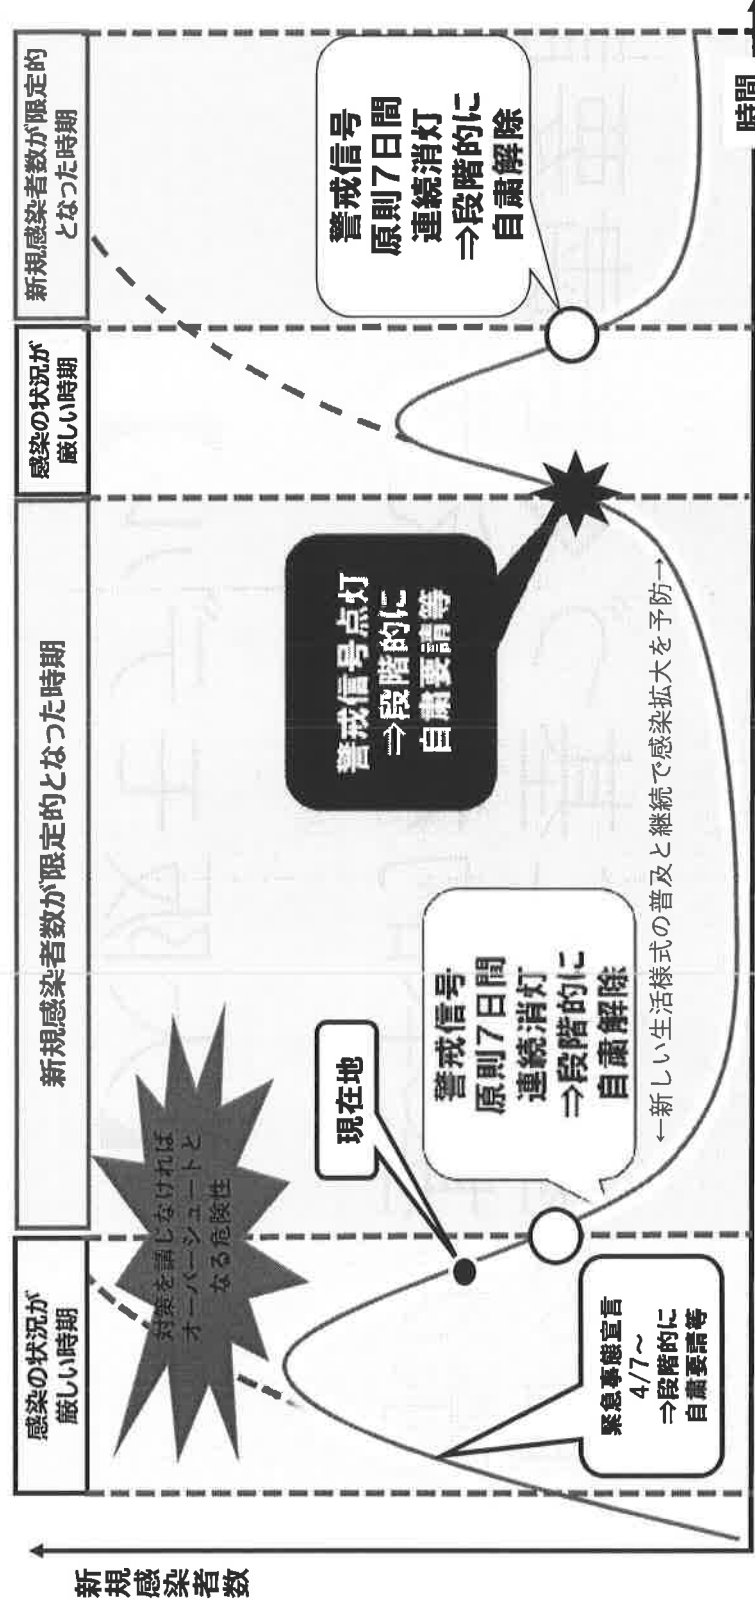 新規感染者数
感染の状況が
厳しい時期
新規感染者数が限定的となった時期
感染の状況が
厳しい時期
新規感染者数が限定的
となった時期
対策を講じなければ
オーバーシュートと
なる危険性
現在地
緊急事態宣言
4/7～
⇒段階的に
自粛要請等
警戒信号
原則7日間
連続消灯
⇒段階的に
自粛解除
警戒信号点灯
⇒段階的に
自粛要請等
警戒信号
原則7日間
連続消灯
⇒段階的に
自粛解除
←新しい生活様式の普及と継続で感染拡大を予防→
時間